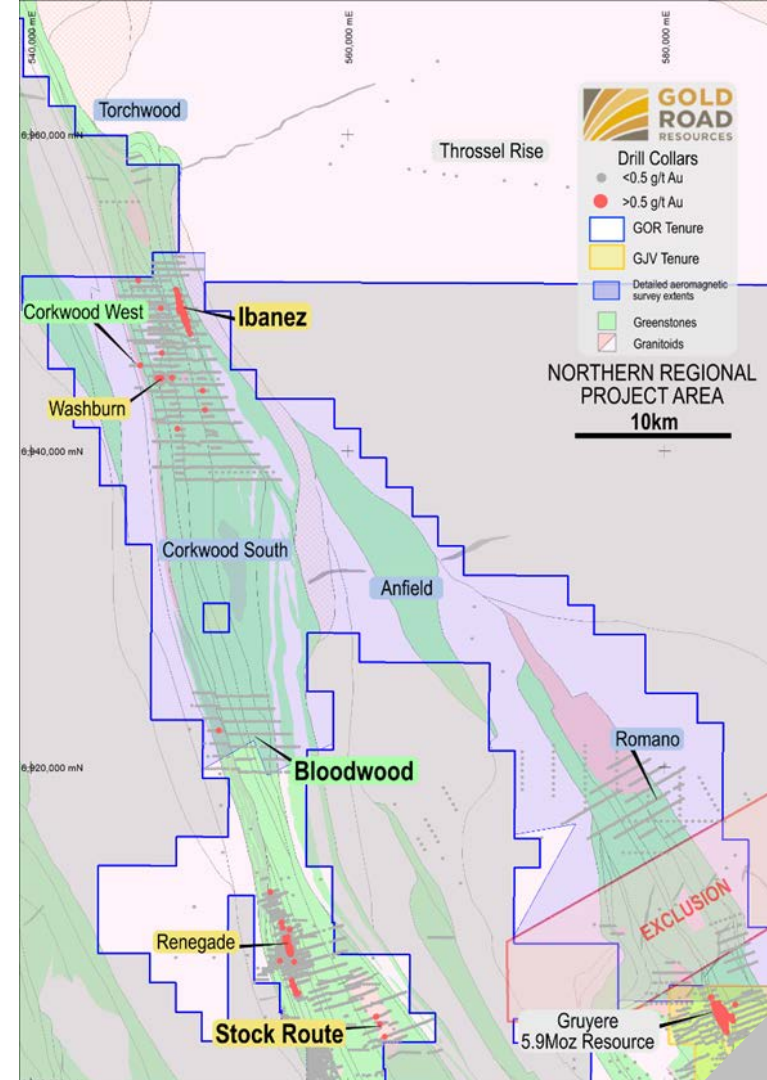 540,000 mE
560,000 mE
580,000 mE
Torchwood
6,960,000 mN
Throssel Rise
GOLD
ROAD
RESOURCES
Drill Collars
<0.5 g/t Au
>0.5 g/t Au
GOR Tenure
GJV Tenure
Detailed aeromagnetic
survey extents
Greenstones
Granitoids
Corkwood West
Ibanez
NORTHERN REGIONAL
PROJECT AREA
10km
Washburn
6,940,000 mN
Corkwood South
Anfield
Romano
6,920,000 mN
Bloodwood
EXCLUSION
Renegade
Stock Route
Gruyere
5.9Moz Resource